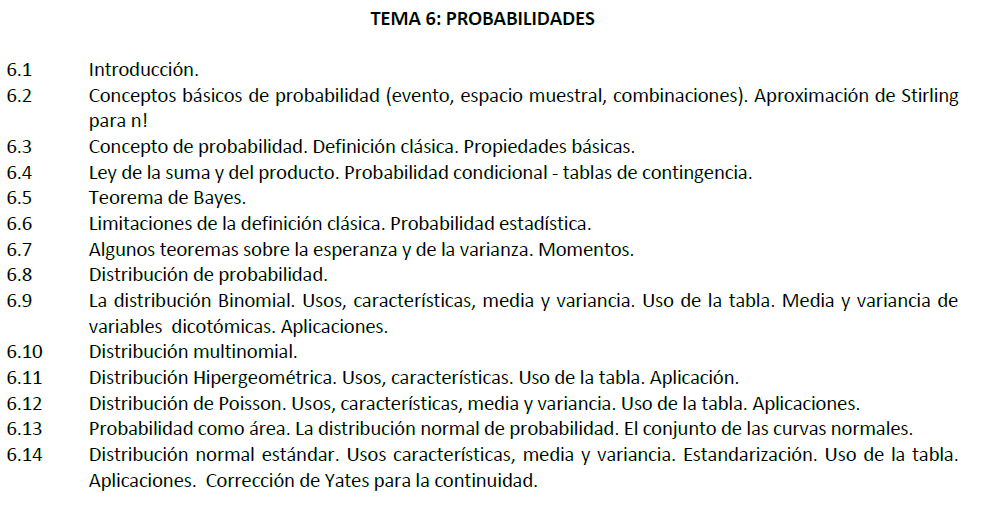 TEMA 6: PROBABILIDADES
6.1 Introducción.
6.2 Conceptos básicos de probabilidad (evento, espacio muestral, combinaciones). Aproximación de Stirling
para n!
6.3 Concepto de probabilidad. Definición clásica. Propiedades básicas.
6.4 Ley de la suma y del producto. Probabilidad condicional - tablas de contingencia.
6.5 Teorema de Bayes.
6.6 Limitaciones de la definición clásica. Probabilidad estadística.
6.7 Algunos teoremas sobre la esperanza y de la varianza. Momentos.
6.8 Distribución de probabilidad.
6.9 La distribución Binomial. Usos, características, media y variancia. Uso de la tabla. Media y variancia de
variables dicotómicas. Aplicaciones.
6.10 Distribución multinomial.
6.11 Distribución Hipergeométrica. Usos, características. Uso de la tabla. Aplicación.
6.12 Distribución de Poisson. Usos, características, media y variancia. Uso de la tabla. Aplicaciones.
6.13 Probabilidad como área. La distribución normal de probabilidad. El conjunto de las curvas normales.
6.14 Distribución normal estándar. Usos características, media y variancia. Estandarización. Uso de la tabla.
Aplicaciones. Corrección de Yates para la continuidad.